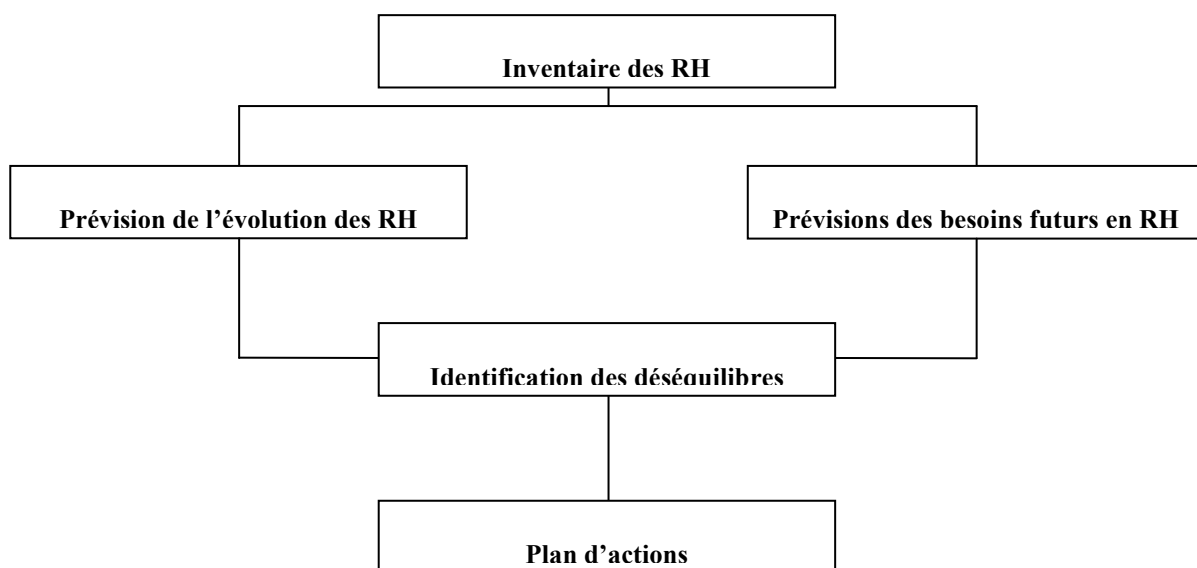 Inventaire des RH
Prévision de l’évolution des RH
Prévisions des besoins futurs en RH
Identification des déséquilibres
Plan d’actions